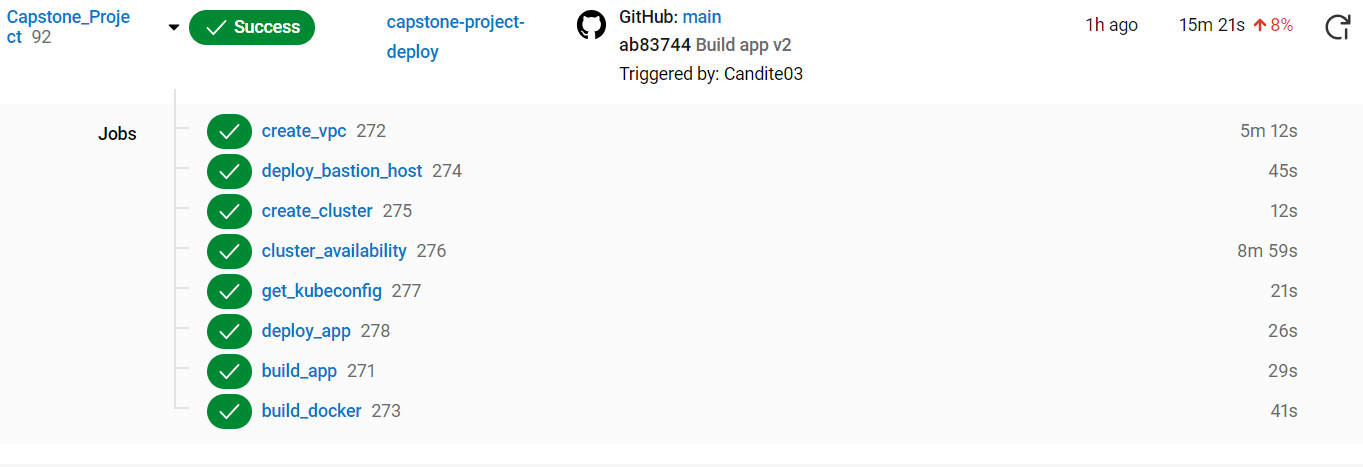 Capstone_Proje
ct 92
Success
capstone-project-
deploy
GitHub: main
ab83744 Build app v2
Triggered by: Candite03
1h ago
15m 21s 8%
Jobs
create_vpc 272 5m 12s
deploy_bastion_host 274 45s
create_cluster 275 12s
cluster_availability 276 8m 59s
get_kubeconfig 277 21s
deploy_app 278 26s
build_app 271 29s
build_docker 273 41s